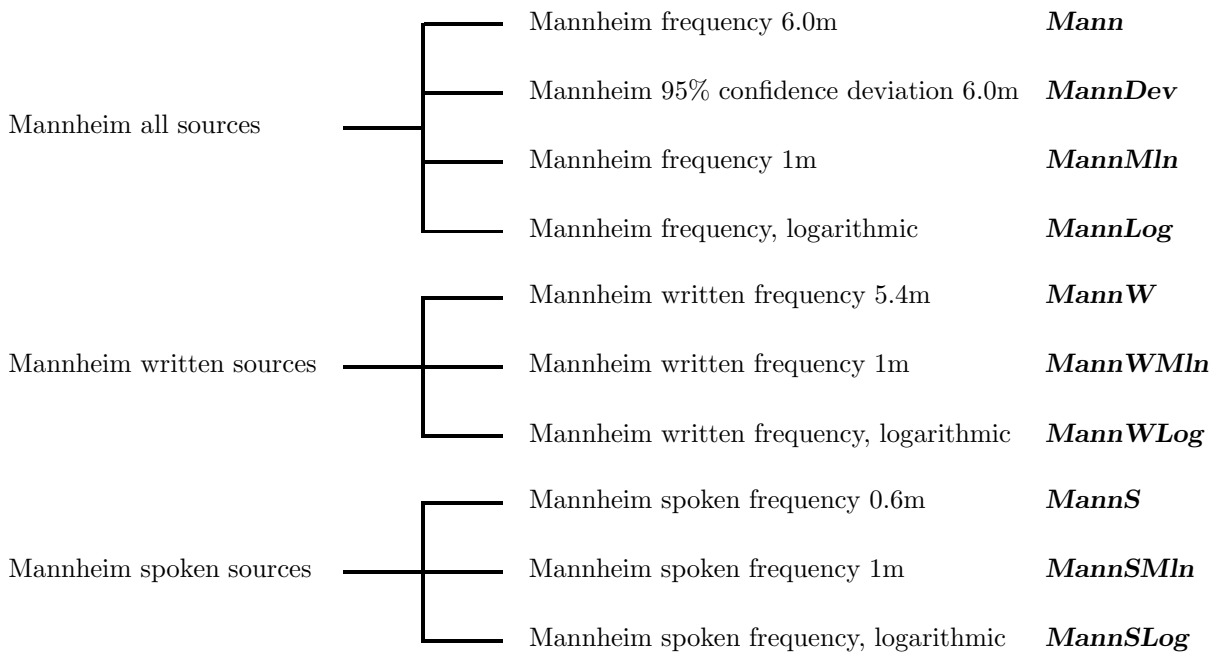 Mannheim frequency 6.0m Mann
Mannheim 95% confidence deviation 6.0m MannDev
Mannheim all sources
Mannheim frequency 1m MannMln
Mannheim frequency, logarithmic MannLog
Mannheim written frequency 5.4m MannW
Mannheim written sources Mannheim written frequency 1m MannWMln
Mannheim written frequency, logarithmic MannWLog
Mannheim spoken frequency 0.6m MannS
Mannheim spoken sources Mannheim spoken frequency 1m MannSMln
Mannheim spoken frequency, logarithmic MannSLog